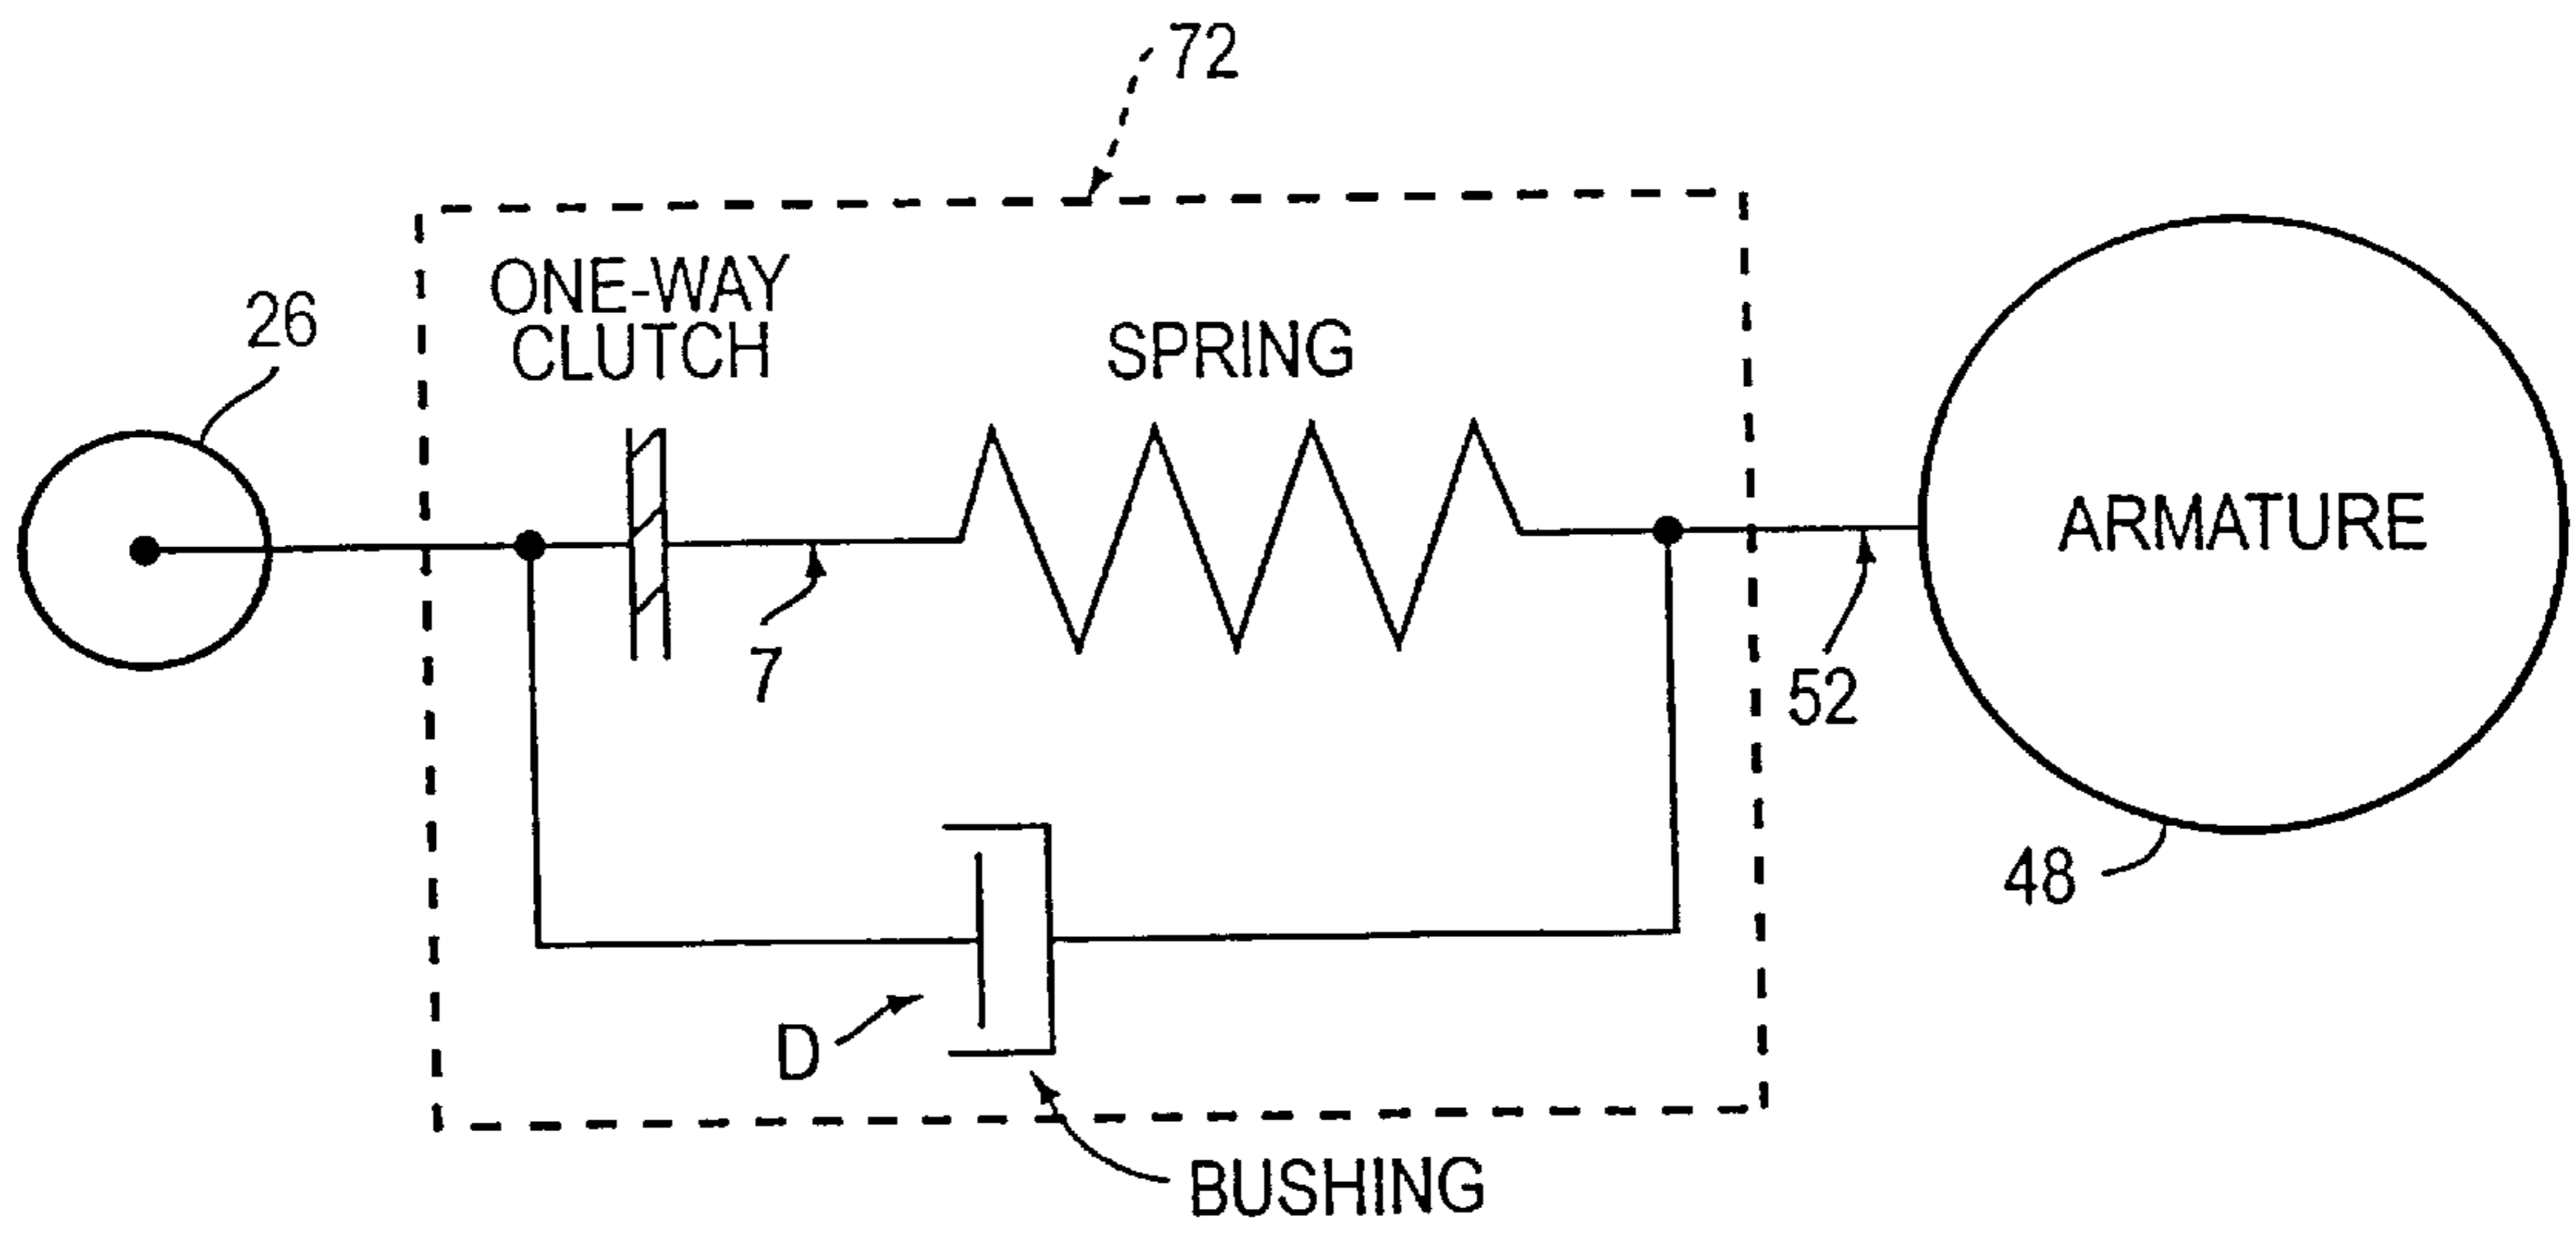 72
ONE-WAY
CLUTCH
26
SPRING
ARMATURE
7
52
48
D
BUSHING